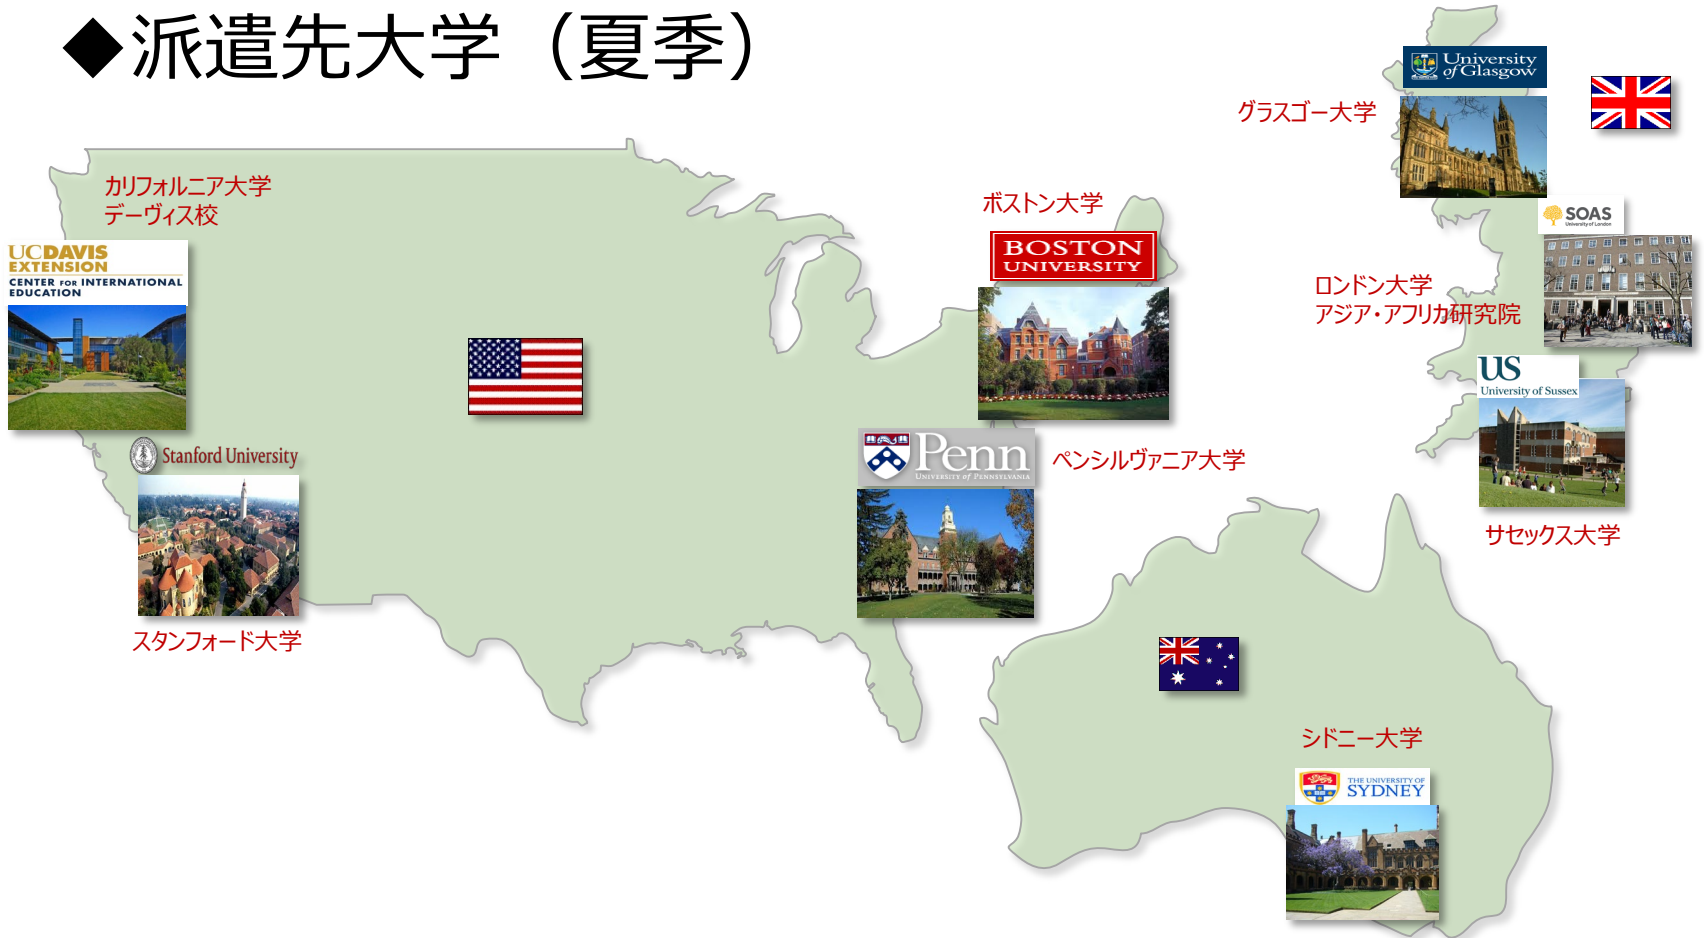 ◆派遣先大学（夏季）
University
of Glasgow
グラスゴー大学
カリフォルニア大学
デーヴィス校
UCDAVIS
EXTENSION
CENTER FOR INTERNATIONAL
EDUCATION
ボストン大学
BOSTON
UNIVERSITY
SOAS
University of London
ロンドン大学
アジア・アフリカ研究院
US
University of Sussex
サセックス大学
Stanford University
スタンフォード大学
Penn
UNIVERSITY of PENNSYLVANIA
ペンシルヴァニア大学
シドニー大学
THE UNIVERSITY OF
SYDNEY